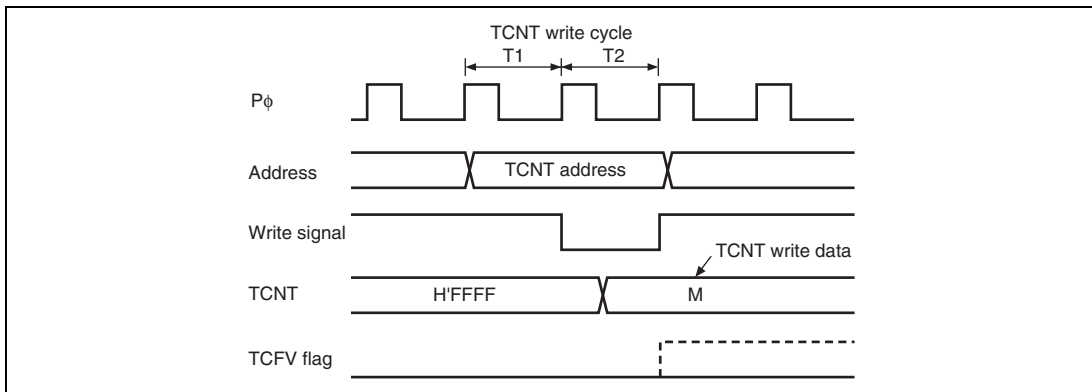 TCNT write cycle
T1 T2
Pϕ
Address TCNT address
Write signal
TCNT write data
TCNT H'FFFF M
TCFV flag